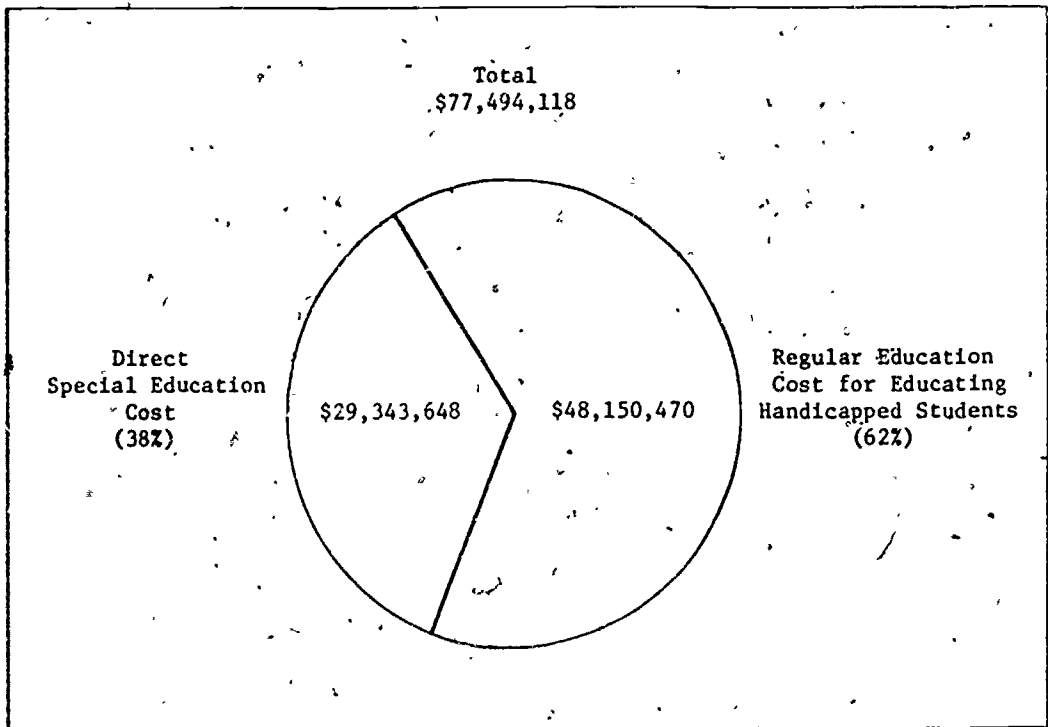 Total
$77,494,118
Direct
Special Education
Cost
(38%)
$29,343,648
$48,150,470
Regular Education
Cost for Educating
Handicapped Students
(62%)